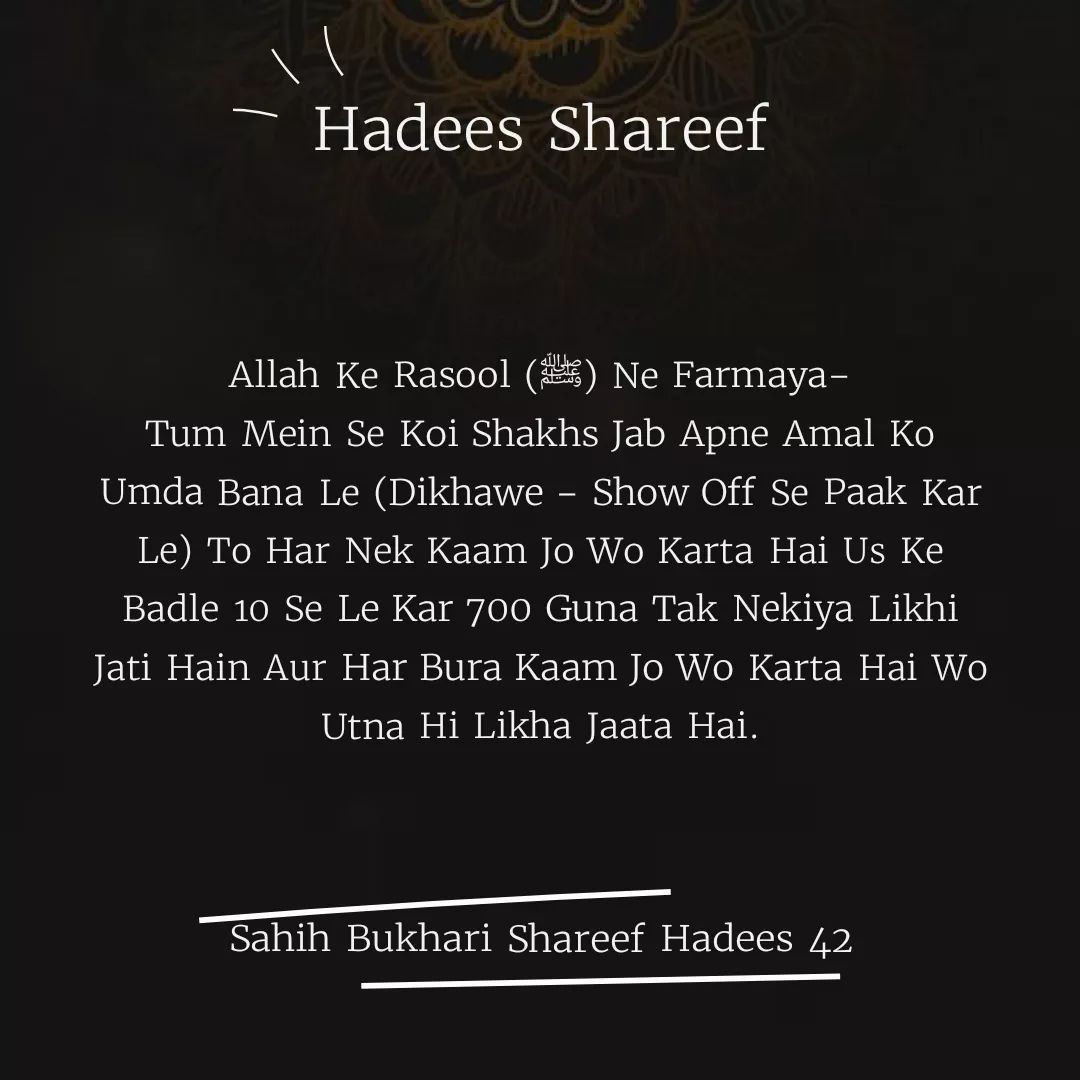 Hadees Shareef
Allah Ke Rasool (ﷺ) Ne Farmaya-
Tum Mein Se Koi Shakhs Jab Apne Amal Ko
Umda Bana Le (Dikhawe - Show Off Se Paak Kar
Le) To Har Nek Kaam Jo Wo Karta Hai Us Ke
Badle 10 Se Le Kar 700 Guna Tak Nekiya Likhi
Jati Hain Aur Har Bura Kaam Jo Wo Karta Hai Wo
Utna Hi Likha Jaata Hai.
Sahih Bukhari Shareef Hadees 42